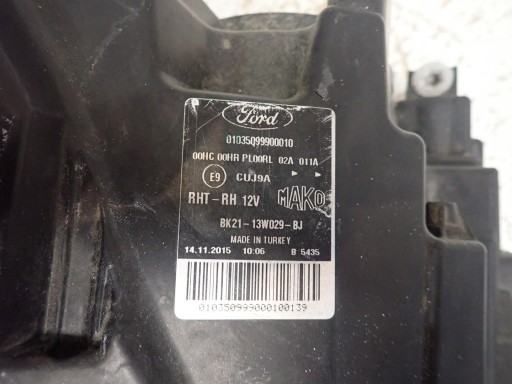 Ford
01035099900010
00HC 00HR PL00RL 02A 011A
E9 CUJ9A
RHT-RH 12V MAKO
BK21-13W029-BJ
MADE IN TURKEY
14.11.2015 10:06 B 5435
010350999000100139